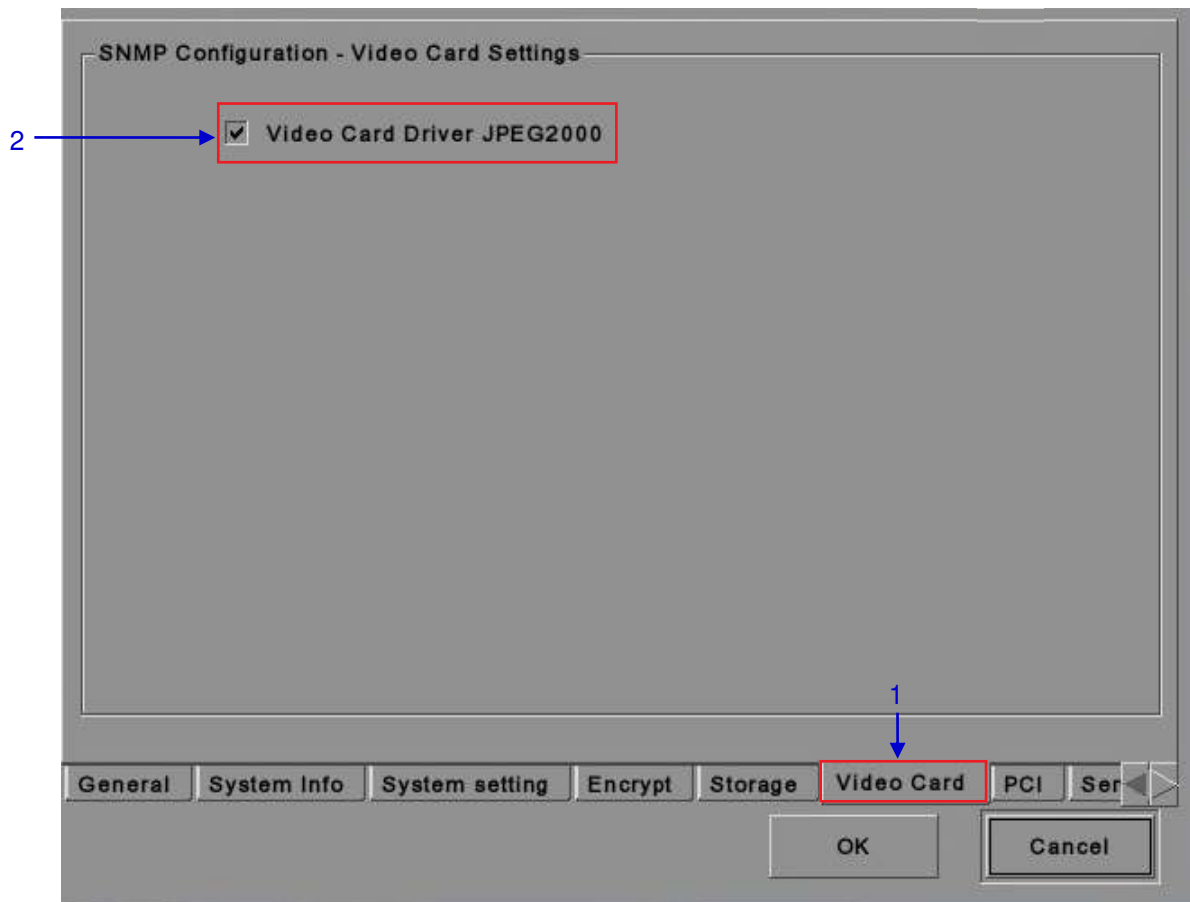 SNMP Configuration - Video Card Settings
2
Video Card Driver JPEG2000
1
General System Info System setting Encrypt Storage Video Card PCI Ser
OK Cancel